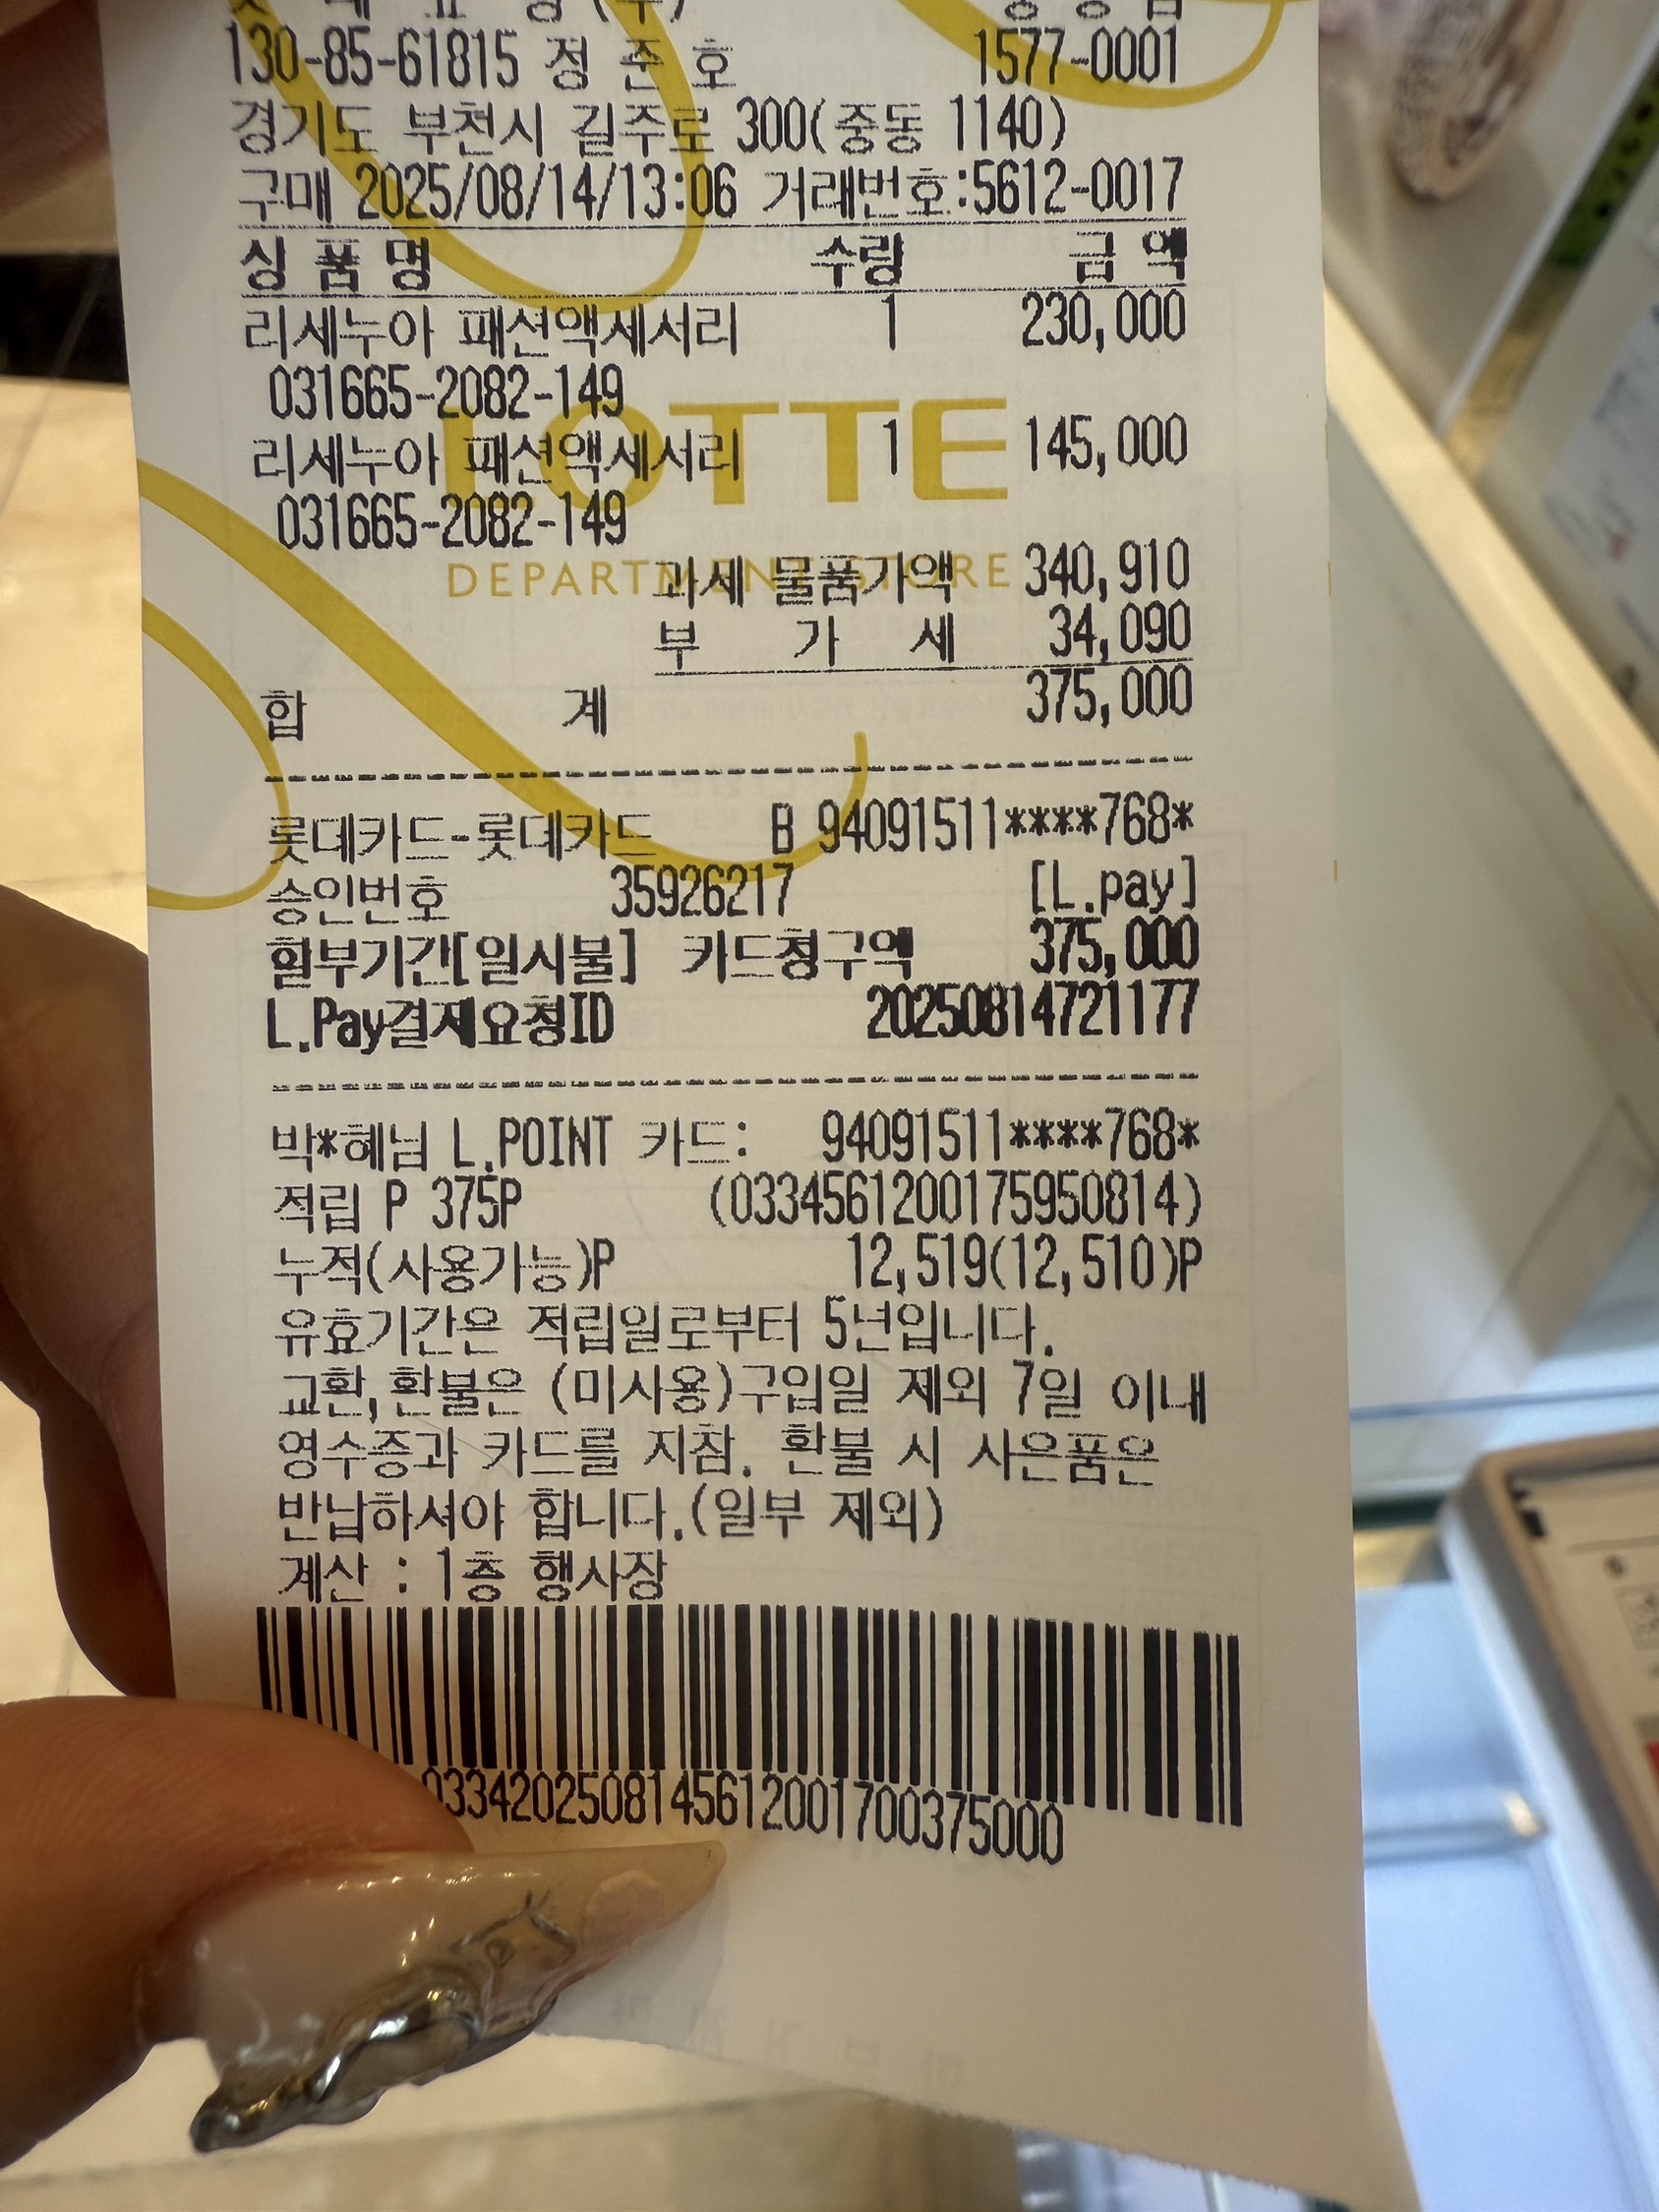 130-85-61815 정 준 호 1577-0001
경기도 부천시 길주로 300(중동 1140)
구매 2025/08/14/13:06 거래번호:5612-0017
상 품 명 수량 금 액
리세누아 패션액세서리 1 230,000
031665-2082-149
리세누아 패션액세서리 1 145,000
031665-2082-149
LOTTE
DEPARTMENT STORE
과세 물품가액 340,910
부 가 세 34,090
합 계 375,000
롯데카드-롯데카드 B 94091511****768*
승인번호 35926217 [L.pay]
할부기간[일시불] 카드청구액 375,000
L.Pay결제요청ID 20250814721177
박*혜님 L.POINT 카드: 94091511****768*
적립 P 375P (0334561200175950814)
누적(사용가능)P 12,519(12,510)P
유효기간은 적립일로부터 5년입니다.
교환,환불은 (미사용)구입일 제외 7일 이내
영수증과 카드를 지참. 환불 시 사은품은
반납하셔야 합니다.(일부 제외)
계산 : 1층 행사장
0334202508145612001700375000